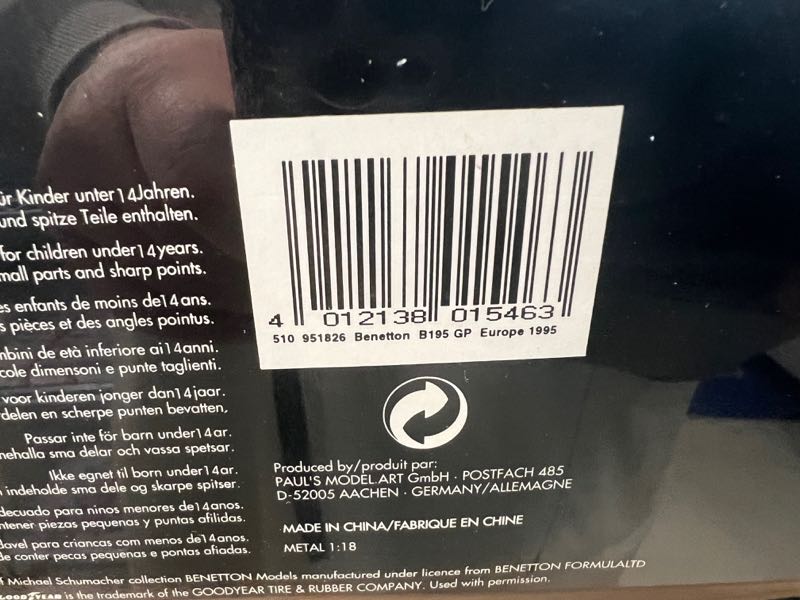 für Kinder unter 14 Jahren.
und spitze Teile enthalten.
for children under 14 years.
small parts and sharp points.
es enfants de moins de 14 ans.
s pièces et des angles pointus.
mbini de età inferiore ai 14 anni.
cole dimensoni e punte taglienti.
voor kinderen jonger dan 14 jaar.
delen en scherpe punten bevatten,
Passar inte för barn under 14 ar.
nehalla sma delar och vassa spetsar.
Ikke egnet til born under 14 ar.
indeholde sma dele og skarpe spitser.
decuado para ninos menores de 14 anos.
ntener piezas pequenas y puntas afilidas.
davel para criancas com menos de 14 anos.
de conter pecas pequenas e pontas afiadas.
4 012138 015463
510 951826 Benetton B195 GP Europe 1995
Produced by/produit par:
PAUL'S MODEL ART GmbH · POSTFACH 485
D-52005 AACHEN · GERMANY/ALLEMAGNE
MADE IN CHINA/FABRIQUE EN CHINE
METAL 1:18
f Michael Schumacher collection BENETTON Models manufactured under licence from BENETTON FORMULA LTD
GOODYEAR is the trademark of the GOODYEAR TIRE & RUBBER COMPANY. Used with permission.